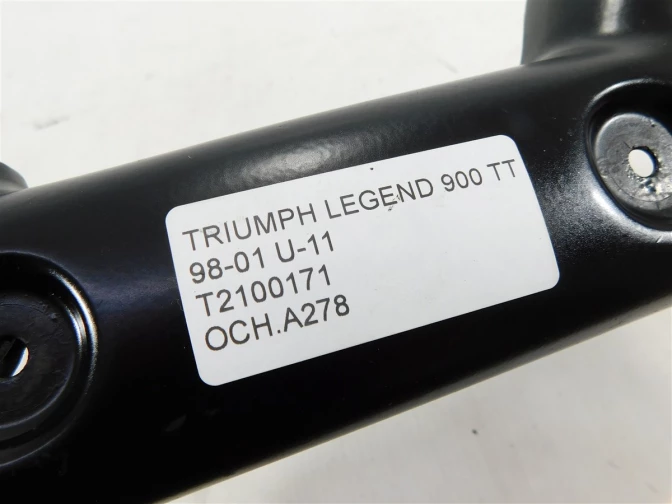 TRIUMPH LEGEND 900 TT
98-01 U-11
T2100171
OCH.A278